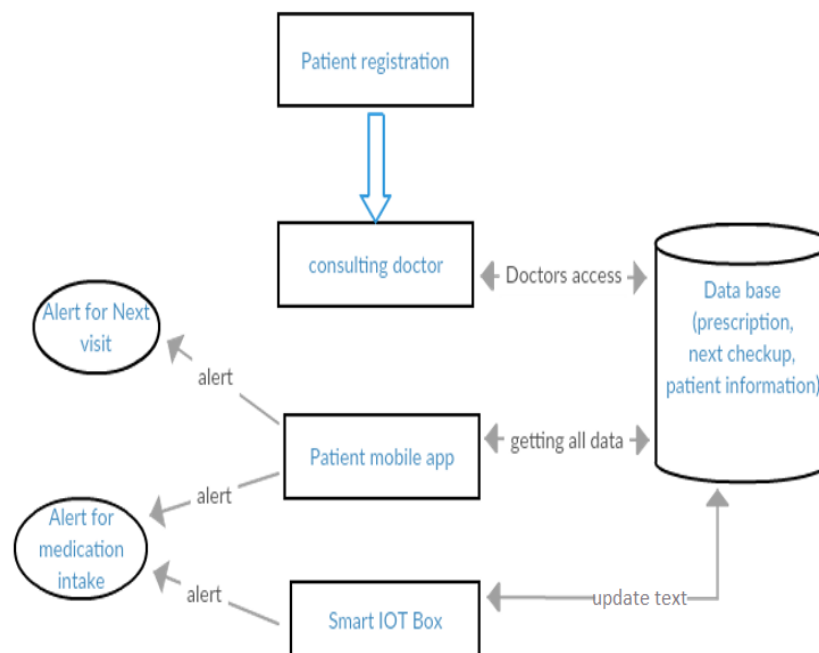 Patient registration
consulting doctor
Doctors access
Data base
(prescription,
next checkup,
patient information)
Alert for Next
visit
alert
Patient mobile app
getting all data
alert
Alert for
medication
intake
alert
Smart IOT Box
update text